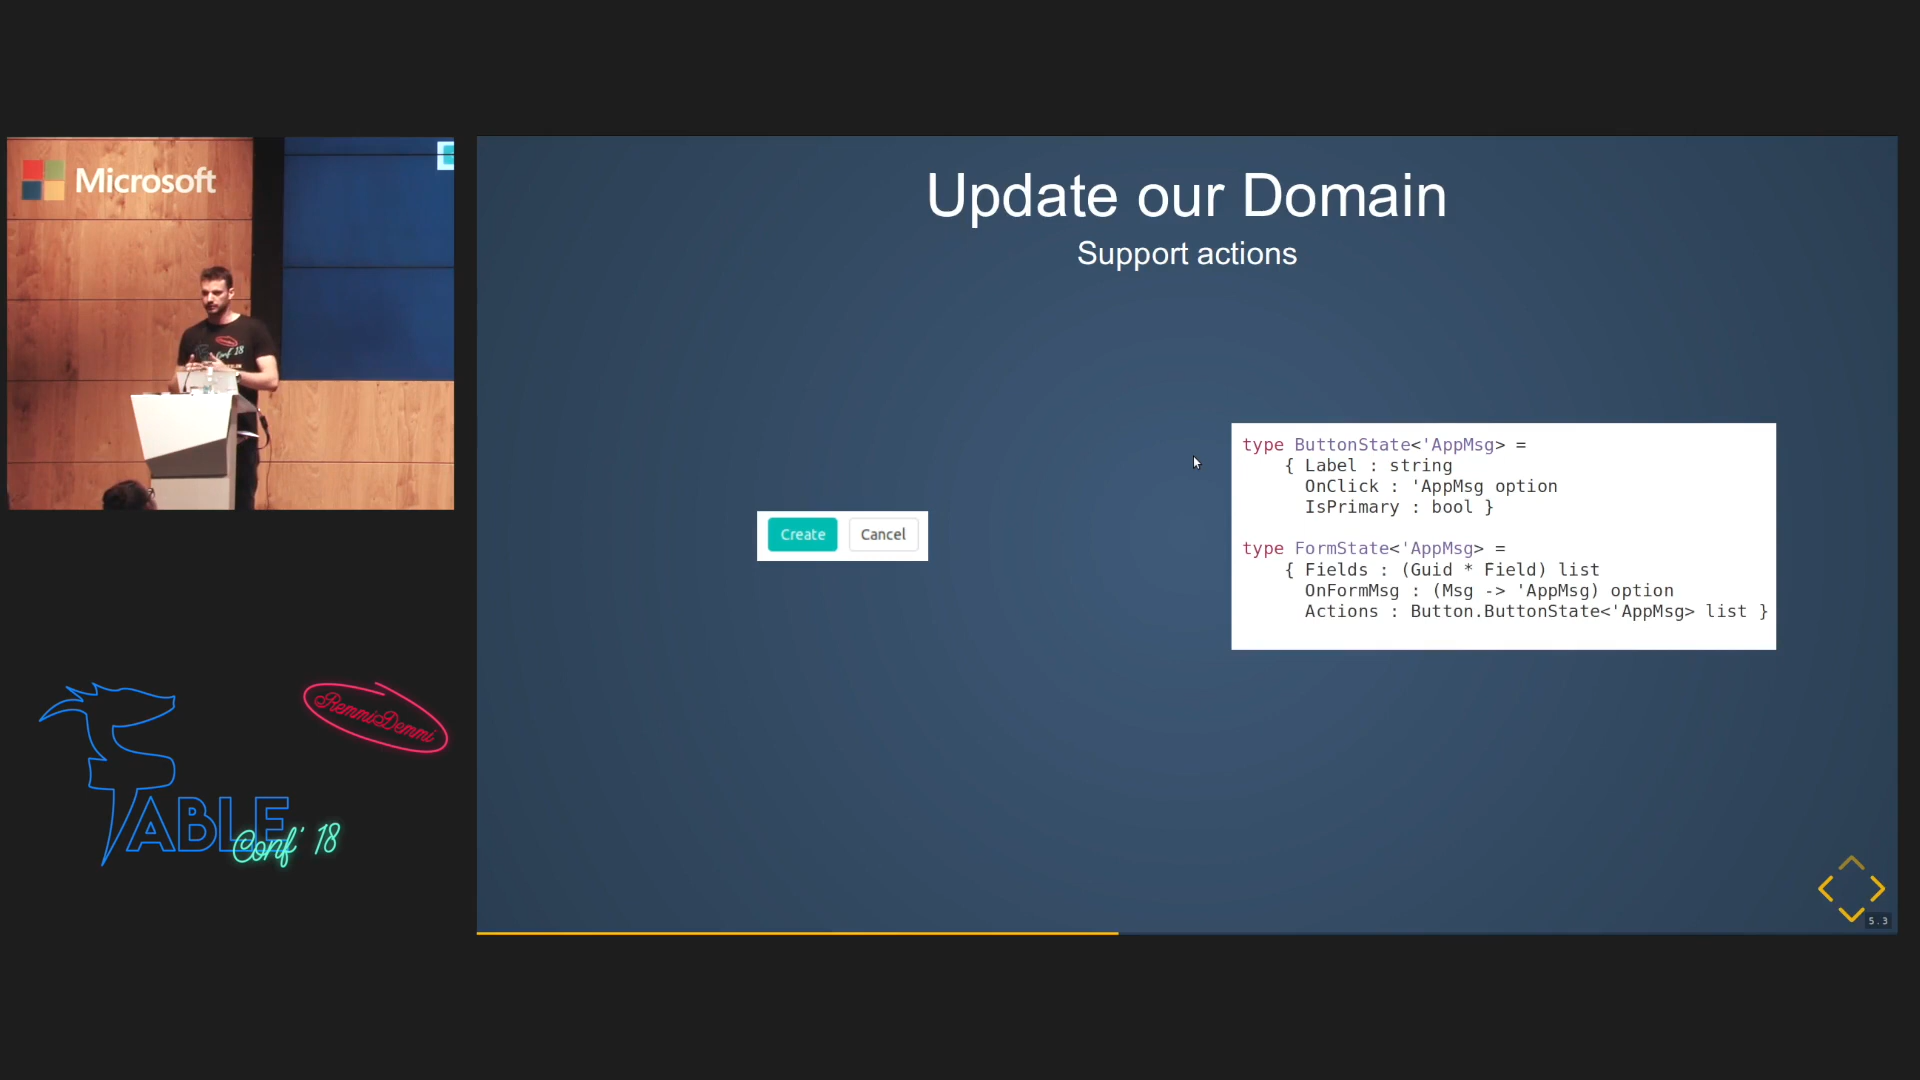 Microsoft
Conf '18
RemmiDemmi
FABLE
Conf' 18
Update our Domain
Support actions
Create Cancel
type ButtonState<'AppMsg> =
{ Label : string
OnClick : 'AppMsg option
IsPrimary : bool }
type FormState<'AppMsg> =
{ Fields : (Guid * Field) list
OnFormMsg : (Msg -> 'AppMsg) option
Actions : Button.ButtonState<'AppMsg> list }
5.3